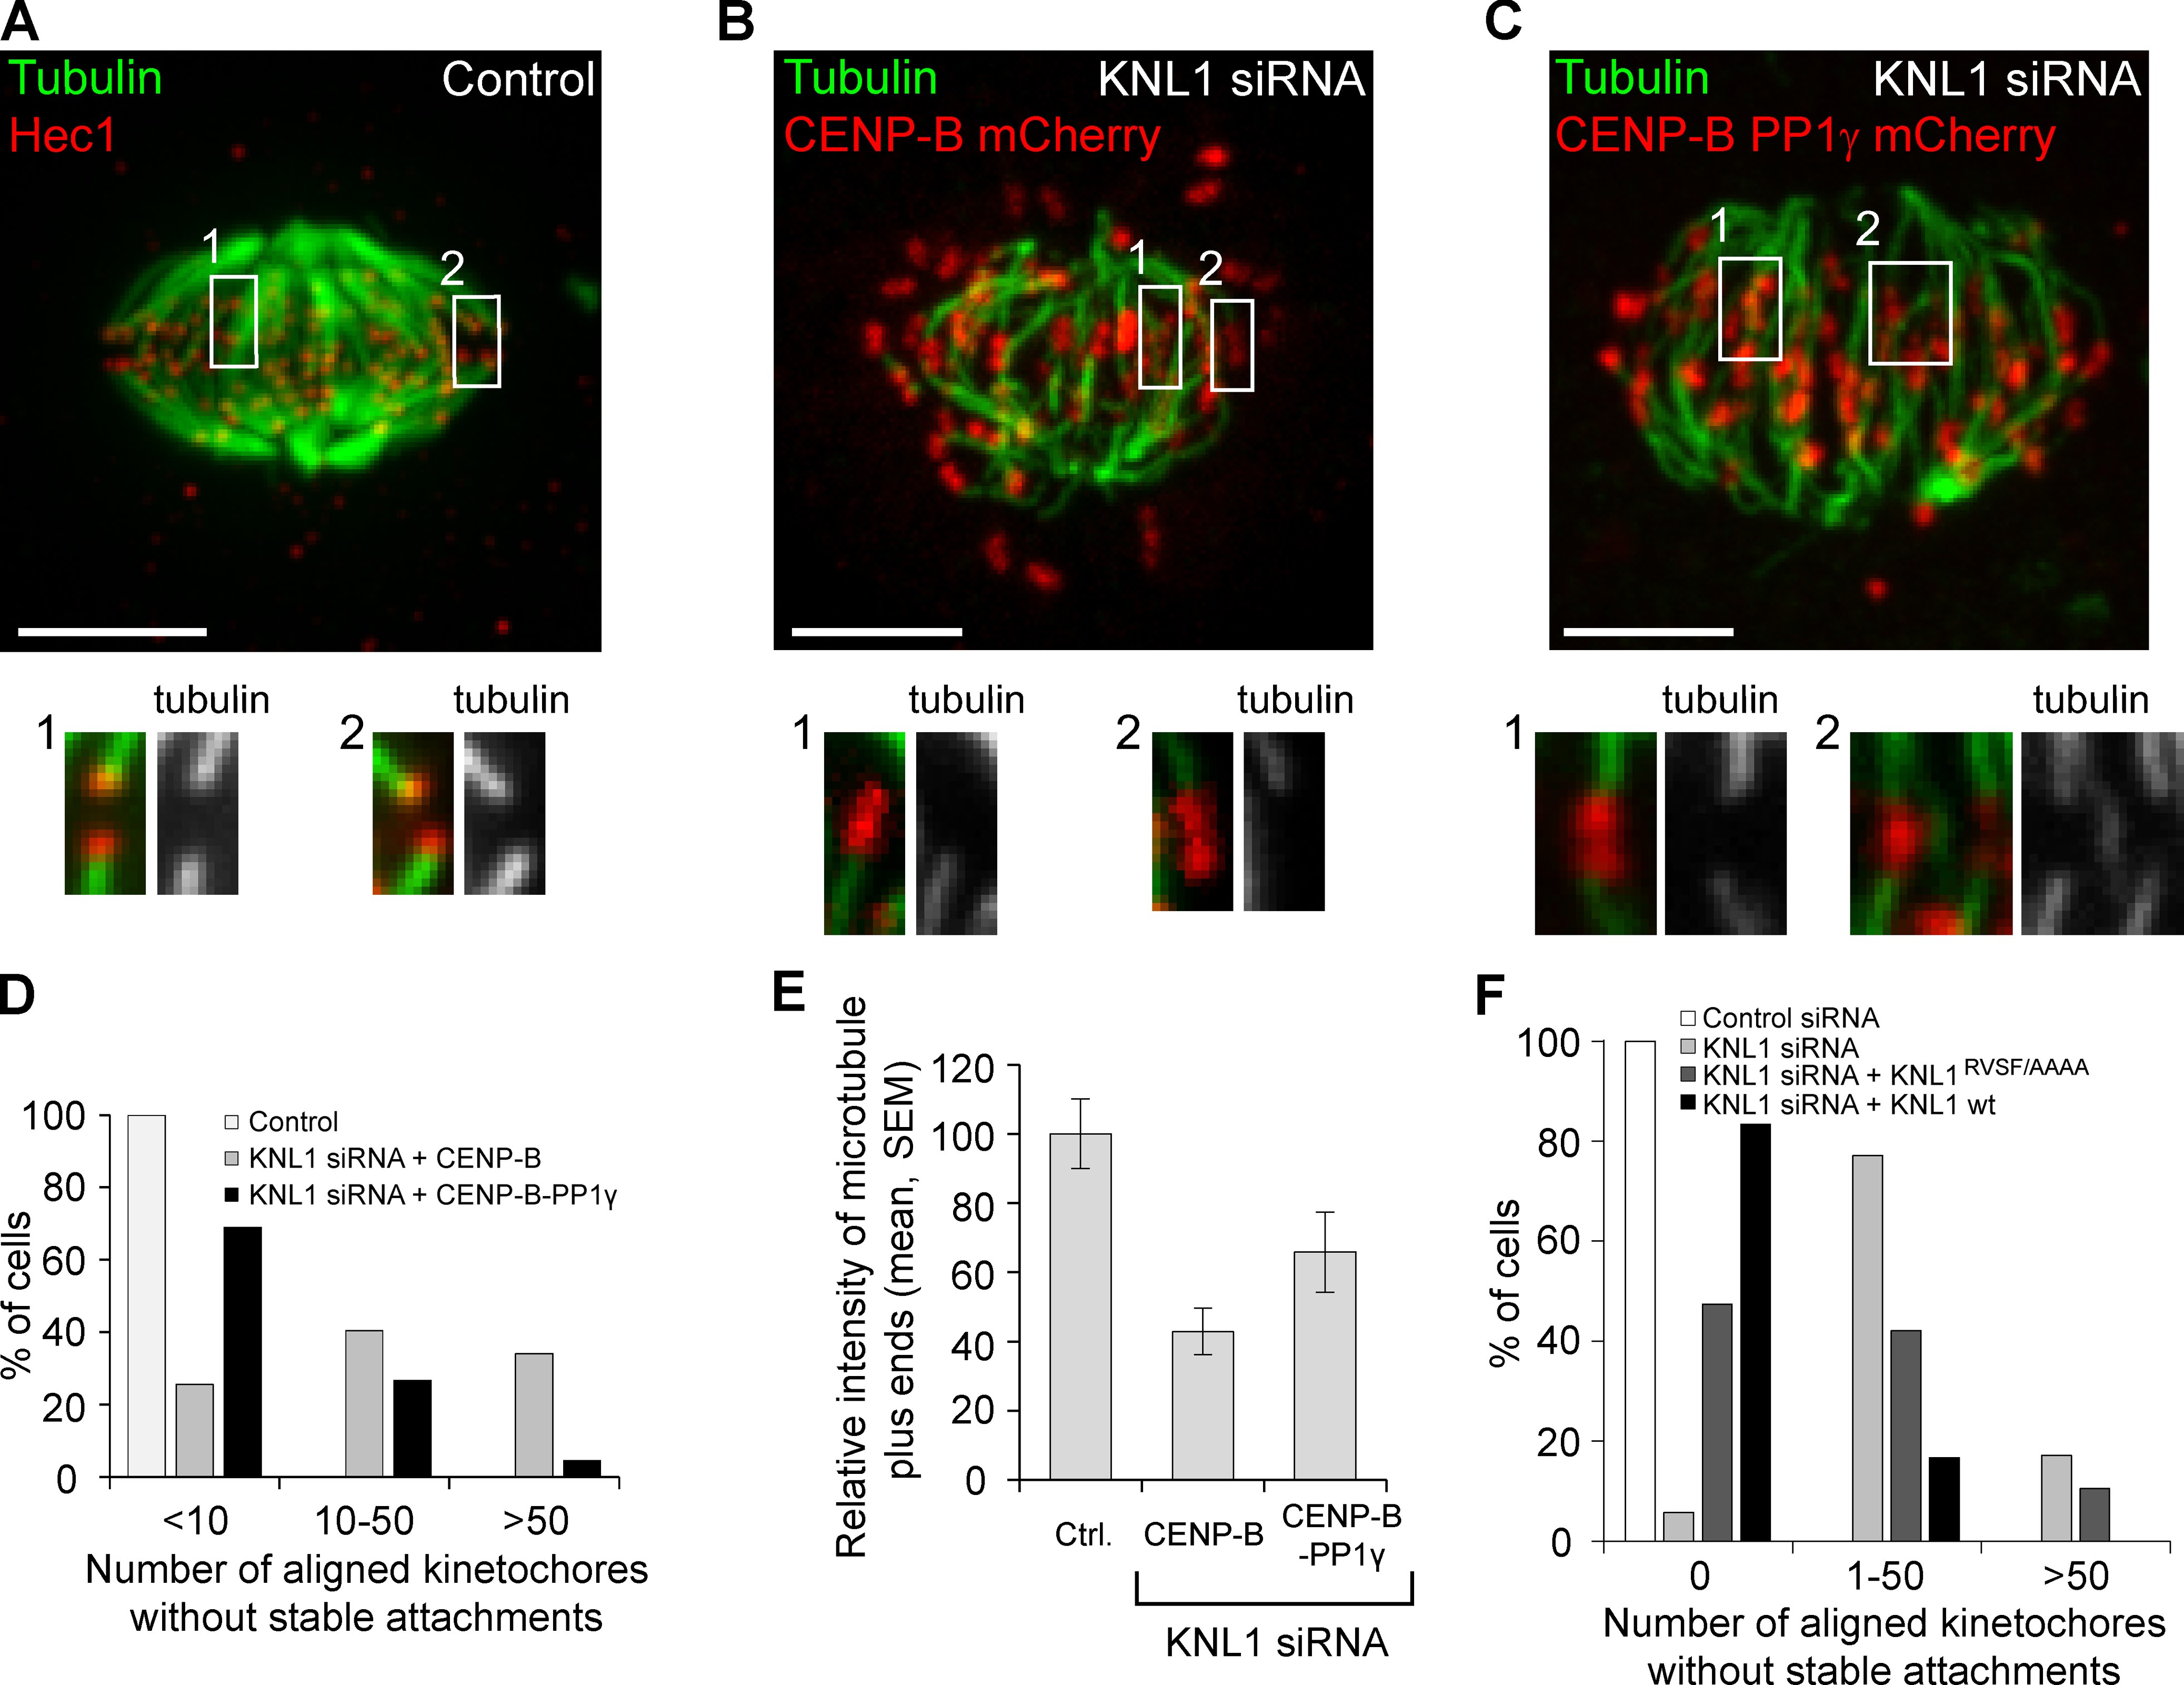 A
Tubulin
Control
Hec1
1
2
B
Tubulin
KNL1 siRNA
CENP-B mCherry
1
2
C
Tubulin
KNL1 siRNA
CENP-B PP1γ mCherry
1
2
1
tubulin
2
tubulin
1
tubulin
2
tubulin
1
tubulin
2
tubulin
D
% of cells
100
80
60
40
20
0
Control
KNL1 siRNA + CENP-B
KNL1 siRNA + CENP-B-PP1γ
<10
10-50
>50
Number of aligned kinetochores
without stable attachments
E
Relative intensity of microtubule
plus ends (mean, SEM)
120
100
80
60
40
20
0
Ctrl.
CENP-B
CENP-B
-PP1γ
KNL1 siRNA
F
% of cells
100
80
60
40
20
0
Control siRNA
KNL1 siRNA
KNL1 siRNA + KNL1 RVSF/AAAA
KNL1 siRNA + KNL1 wt
0
1-50
>50
Number of aligned kinetochores
without stable attachments